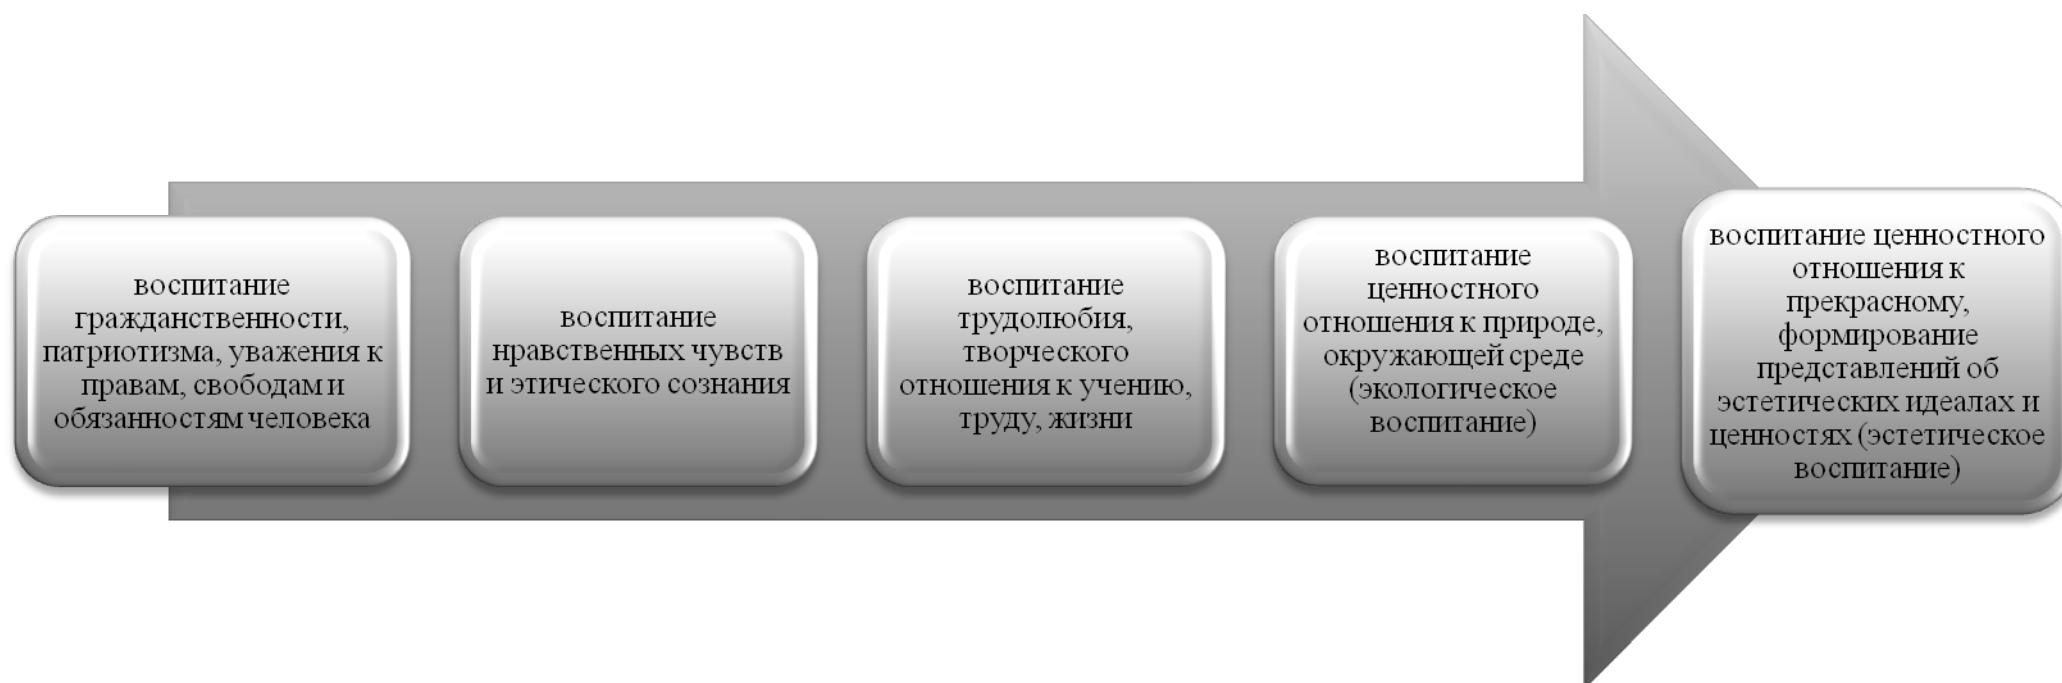 воспитание
гражданственности,
патриотизма, уважения к
правам, свободам и
обязанностям человека
воспитание
нравственных чувств
и этического сознания
воспитание
трудолюбия,
творческого
отношения к учению,
труду, жизни
воспитание
ценностного
отношения к природе,
окружающей среде
(экологическое
воспитание)
воспитание ценностного
отношения к
прекрасному,
формирование
представлений об
эстетических идеалах и
ценностях (эстетическое
воспитание)